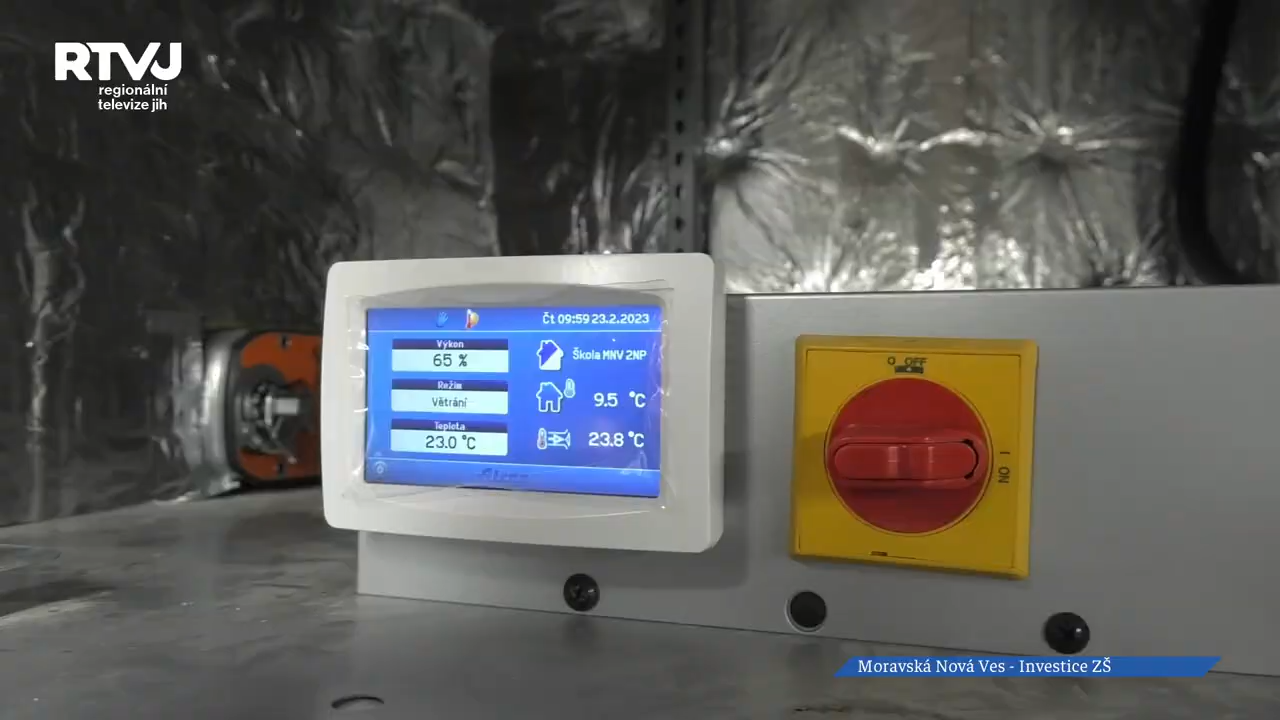 RTVJ
regionální
televize jih
Čt 09:59 23.2.2023
Výkon
65 %
Škola MNV 2NP
Režim
Větrání
9.5 °C
Teplota
23.0 °C
23.8 °C
O OFF
I ON
Moravská Nová Ves - Investice ZŠ